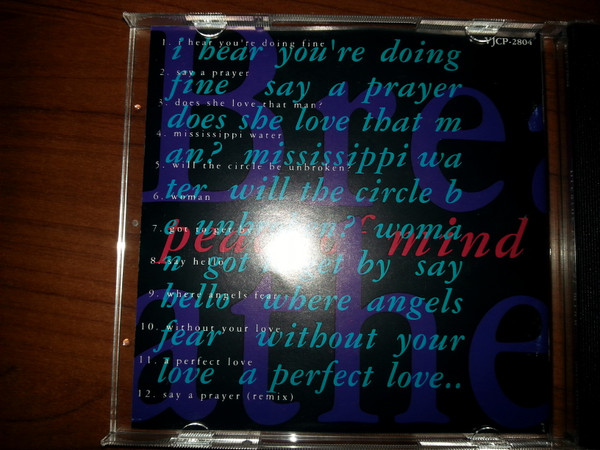 YJCP-2804
1. i hear you're doing fine
2. say a prayer
3. does she love that man?
4. mississippi water
5. will the circle be unbroken?
6. woman
7. got to get by
8. say hello
9. where angels fear
10. without your love
11. a perfect love
12. say a prayer (remix)
i hear you're doing
fine say a prayer
does she love that m
an? mississippi wa
ter will the circle b
e unbroken? woma
n got to get by say
hello where angels
fear without your
love a perfect love..
peace of mind
Brea
athe